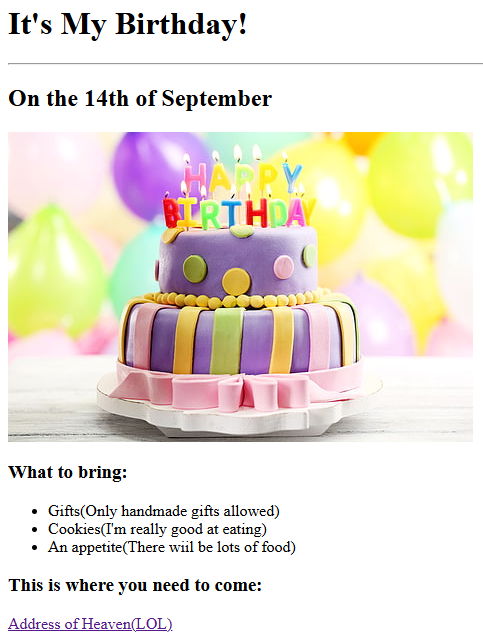 It's My Birthday!
On the 14th of September
HAPPY
BIRTHDAY
What to bring:
Gifts(Only handmade gifts allowed)
Cookies(I'm really good at eating)
An appetite(There wiil be lots of food)
This is where you need to come:
Address of Heaven(LOL)